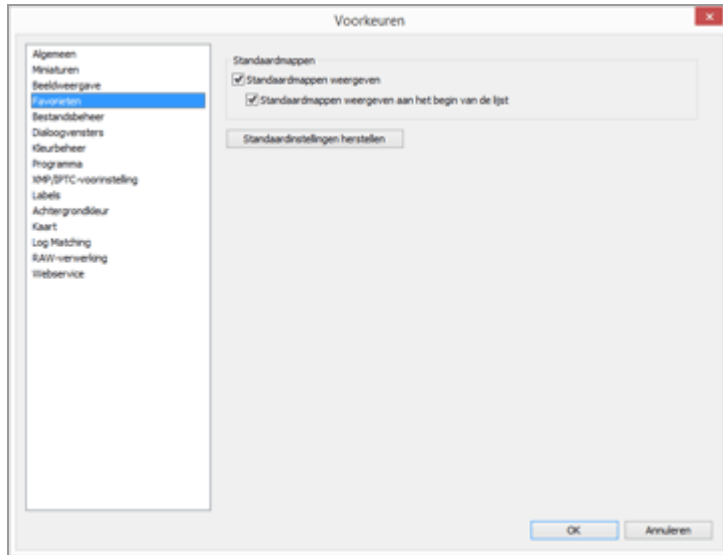 Voorkeuren
Algemeen
Miniaturen
Beeldweergave
Favorieten
Bestandsbeheer
Dialoogvensters
Kleurbeheer
Programma
XMP/IPTC-voorinstelling
Labels
Achtergrondkleur
Kaart
Log Matching
RAW-verwerking
Webservice
Standaardmappen
Standaardmappen weergeven
Standaardmappen weergeven aan het begin van de lijst
Standaardinstellingen herstellen
OK
Annuleren